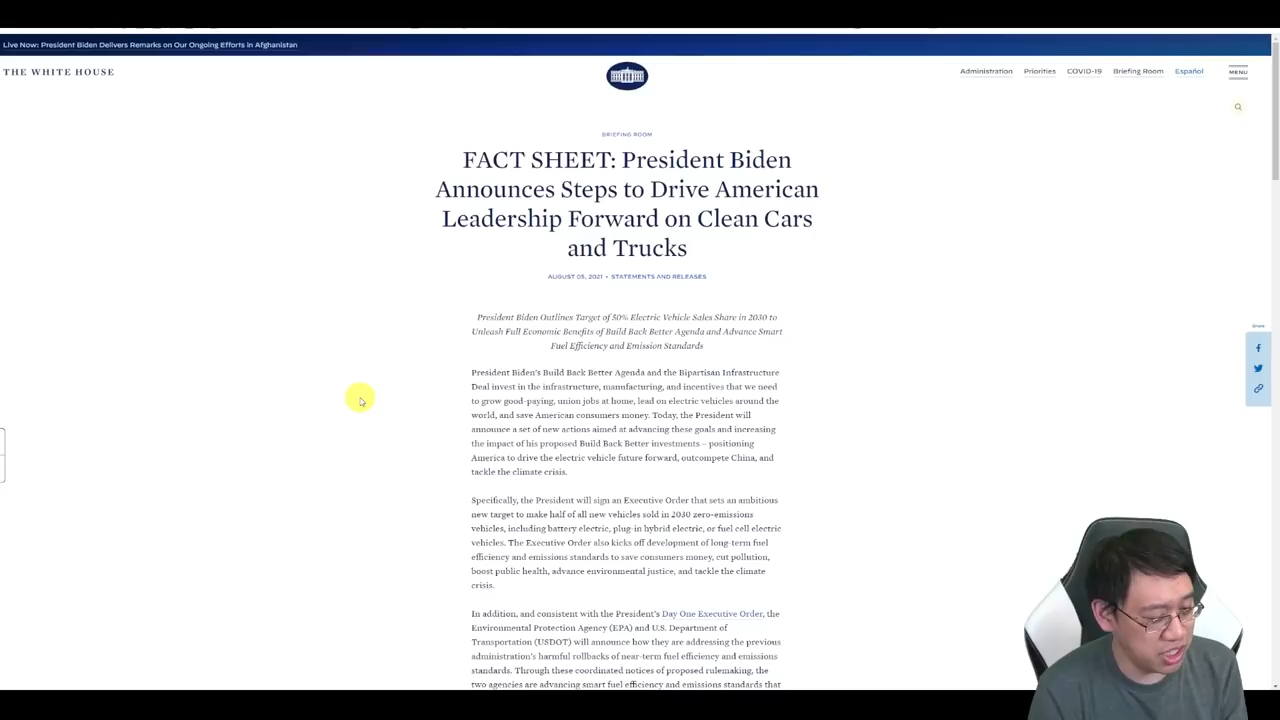 Live Now: President Biden Delivers Remarks on Our Ongoing Efforts in Afghanistan
THE WHITE HOUSE
Administration
Priorities
COVID-19
Briefing Room
Español
MENU
BRIEFING ROOM
FACT SHEET: President Biden
Announces Steps to Drive American
Leadership Forward on Clean Cars
and Trucks
AUGUST 05, 2021 • STATEMENTS AND RELEASES
President Biden Outlines Target of 50% Electric Vehicle Sales Share in 2030 to
Unleash Full Economic Benefits of Build Back Better Agenda and Advance Smart
Fuel Efficiency and Emission Standards
Share
President Biden's Build Back Better Agenda and the Bipartisan Infrastructure
Deal invest in the infrastructure, manufacturing, and incentives that we need
to grow good-paying, union jobs at home, lead on electric vehicles around the
world, and save American consumers money. Today, the President will
announce a set of new actions aimed at advancing these goals and increasing
the impact of his proposed Build Back Better investments – positioning
America to drive the electric vehicle future forward, outcompete China, and
tackle the climate crisis.
Specifically, the President will sign an Executive Order that sets an ambitious
new target to make half of all new vehicles sold in 2030 zero-emissions
vehicles, including battery electric, plug-in hybrid electric, or fuel cell electric
vehicles. The Executive Order also kicks off development of long-term fuel
efficiency and emissions standards to save consumers money, cut pollution,
boost public health, advance environmental justice, and tackle the climate
crisis.
In addition, and consistent with the President's Day One Executive Order, the
Environmental Protection Agency (EPA) and U.S. Department of
Transportation (USDOT) will announce how they are addressing the previous
administration's harmful rollbacks of near-term fuel efficiency and emissions
standards. Through these coordinated notices of proposed rulemaking, the
two agencies are advancing smart fuel efficiency and emissions standards that